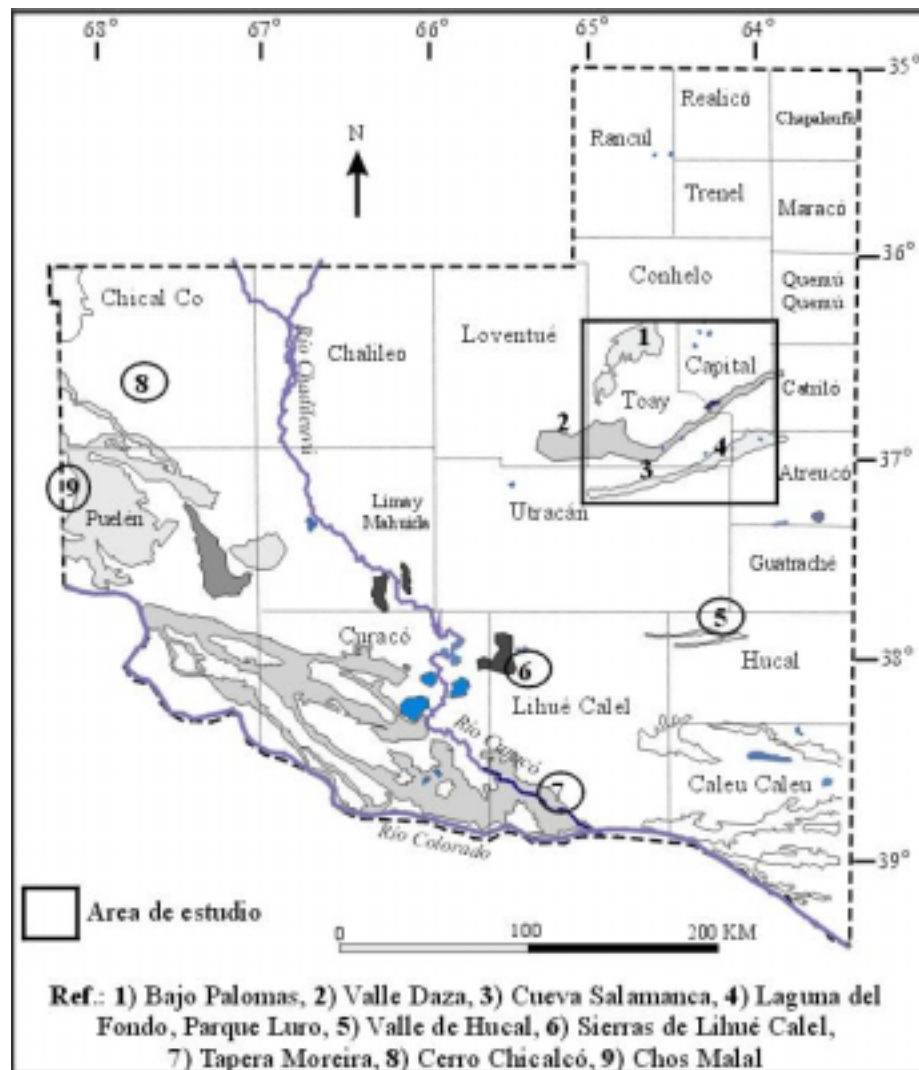 68° 67° 66° 65° 64°
35°
Realicó
Chapaleufú
Rancul
N
Trenel
Maracó
36°
Conhelo
Quemú
Quemú
Chical Co
Loventué
Chalileo
Río Chadileuvú
1
Capital
8
Catriló
Toay
2
4
3
37°
9
Atreucó
Puelén
Limay
Mahuida
Utracán
Guatraché
5
Curacó
Hucal
38°
6
Lihué Calel
Río Curacó
Caleu Caleu
7
Río Colorado
39°
Area de estudio
0 100 200 KM
Ref.: 1) Bajo Palomas, 2) Valle Daza, 3) Cueva Salamanca, 4) Laguna del
Fondo, Parque Luro, 5) Valle de Hucal, 6) Sierras de Lihué Calel,
7) Tapera Moreira, 8) Cerro Chicalcó, 9) Chos Malal